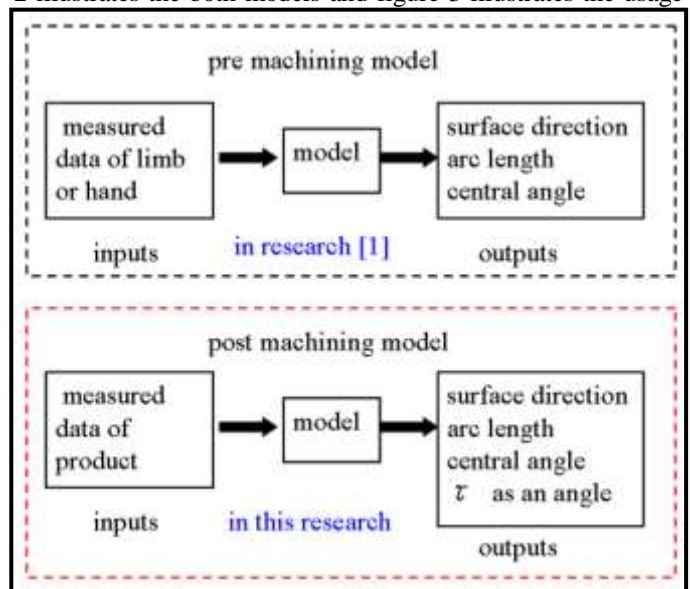 2 illustrates the both models and figure 3 illustrates the usage
pre machining model
measured
data of limb
or hand
model
surface direction
arc length
central angle
inputs
in research [1]
outputs
post machining model
measured
data of
product
model
surface direction
arc length
central angle
τ as an angle
inputs
in this research
outputs